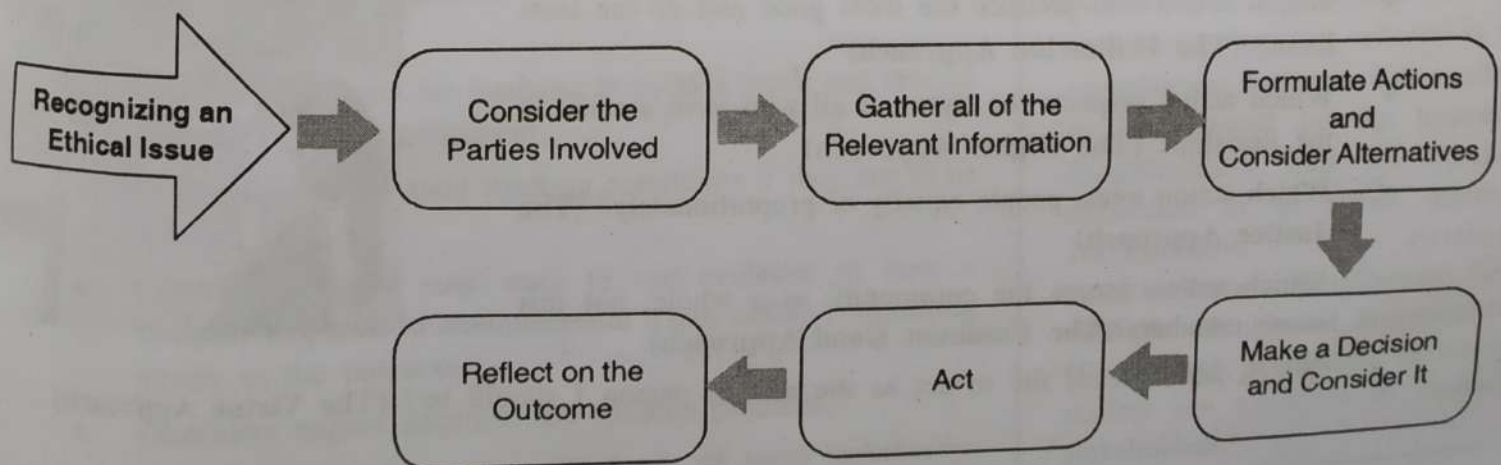 Recognizing an
Ethical Issue
Consider the
Parties Involved
Gather all of the
Relevant Information
Formulate Actions
and
Consider Alternatives
Make a Decision
and Consider It
Act
Reflect on the
Outcome